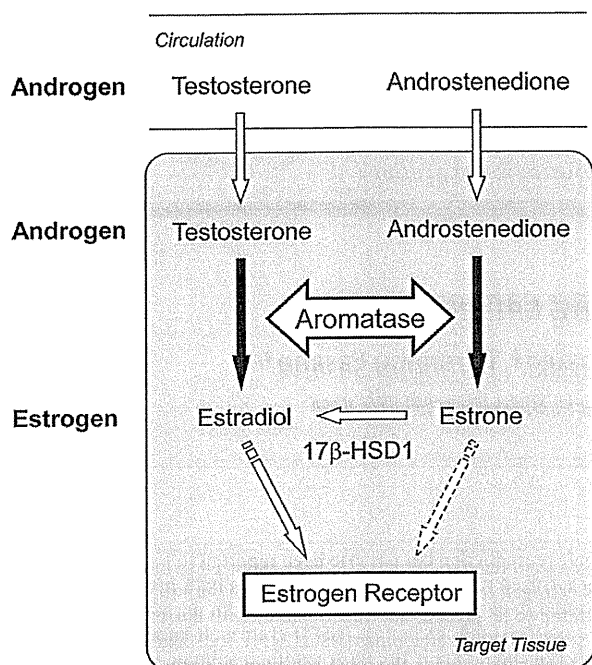 Circulation
Androgen Testosterone Androstenedione
Androgen Testosterone Androstenedione
Aromatase
Estrogen Estradiol Estrone
17β-HSD1
Estrogen Receptor
Target Tissue